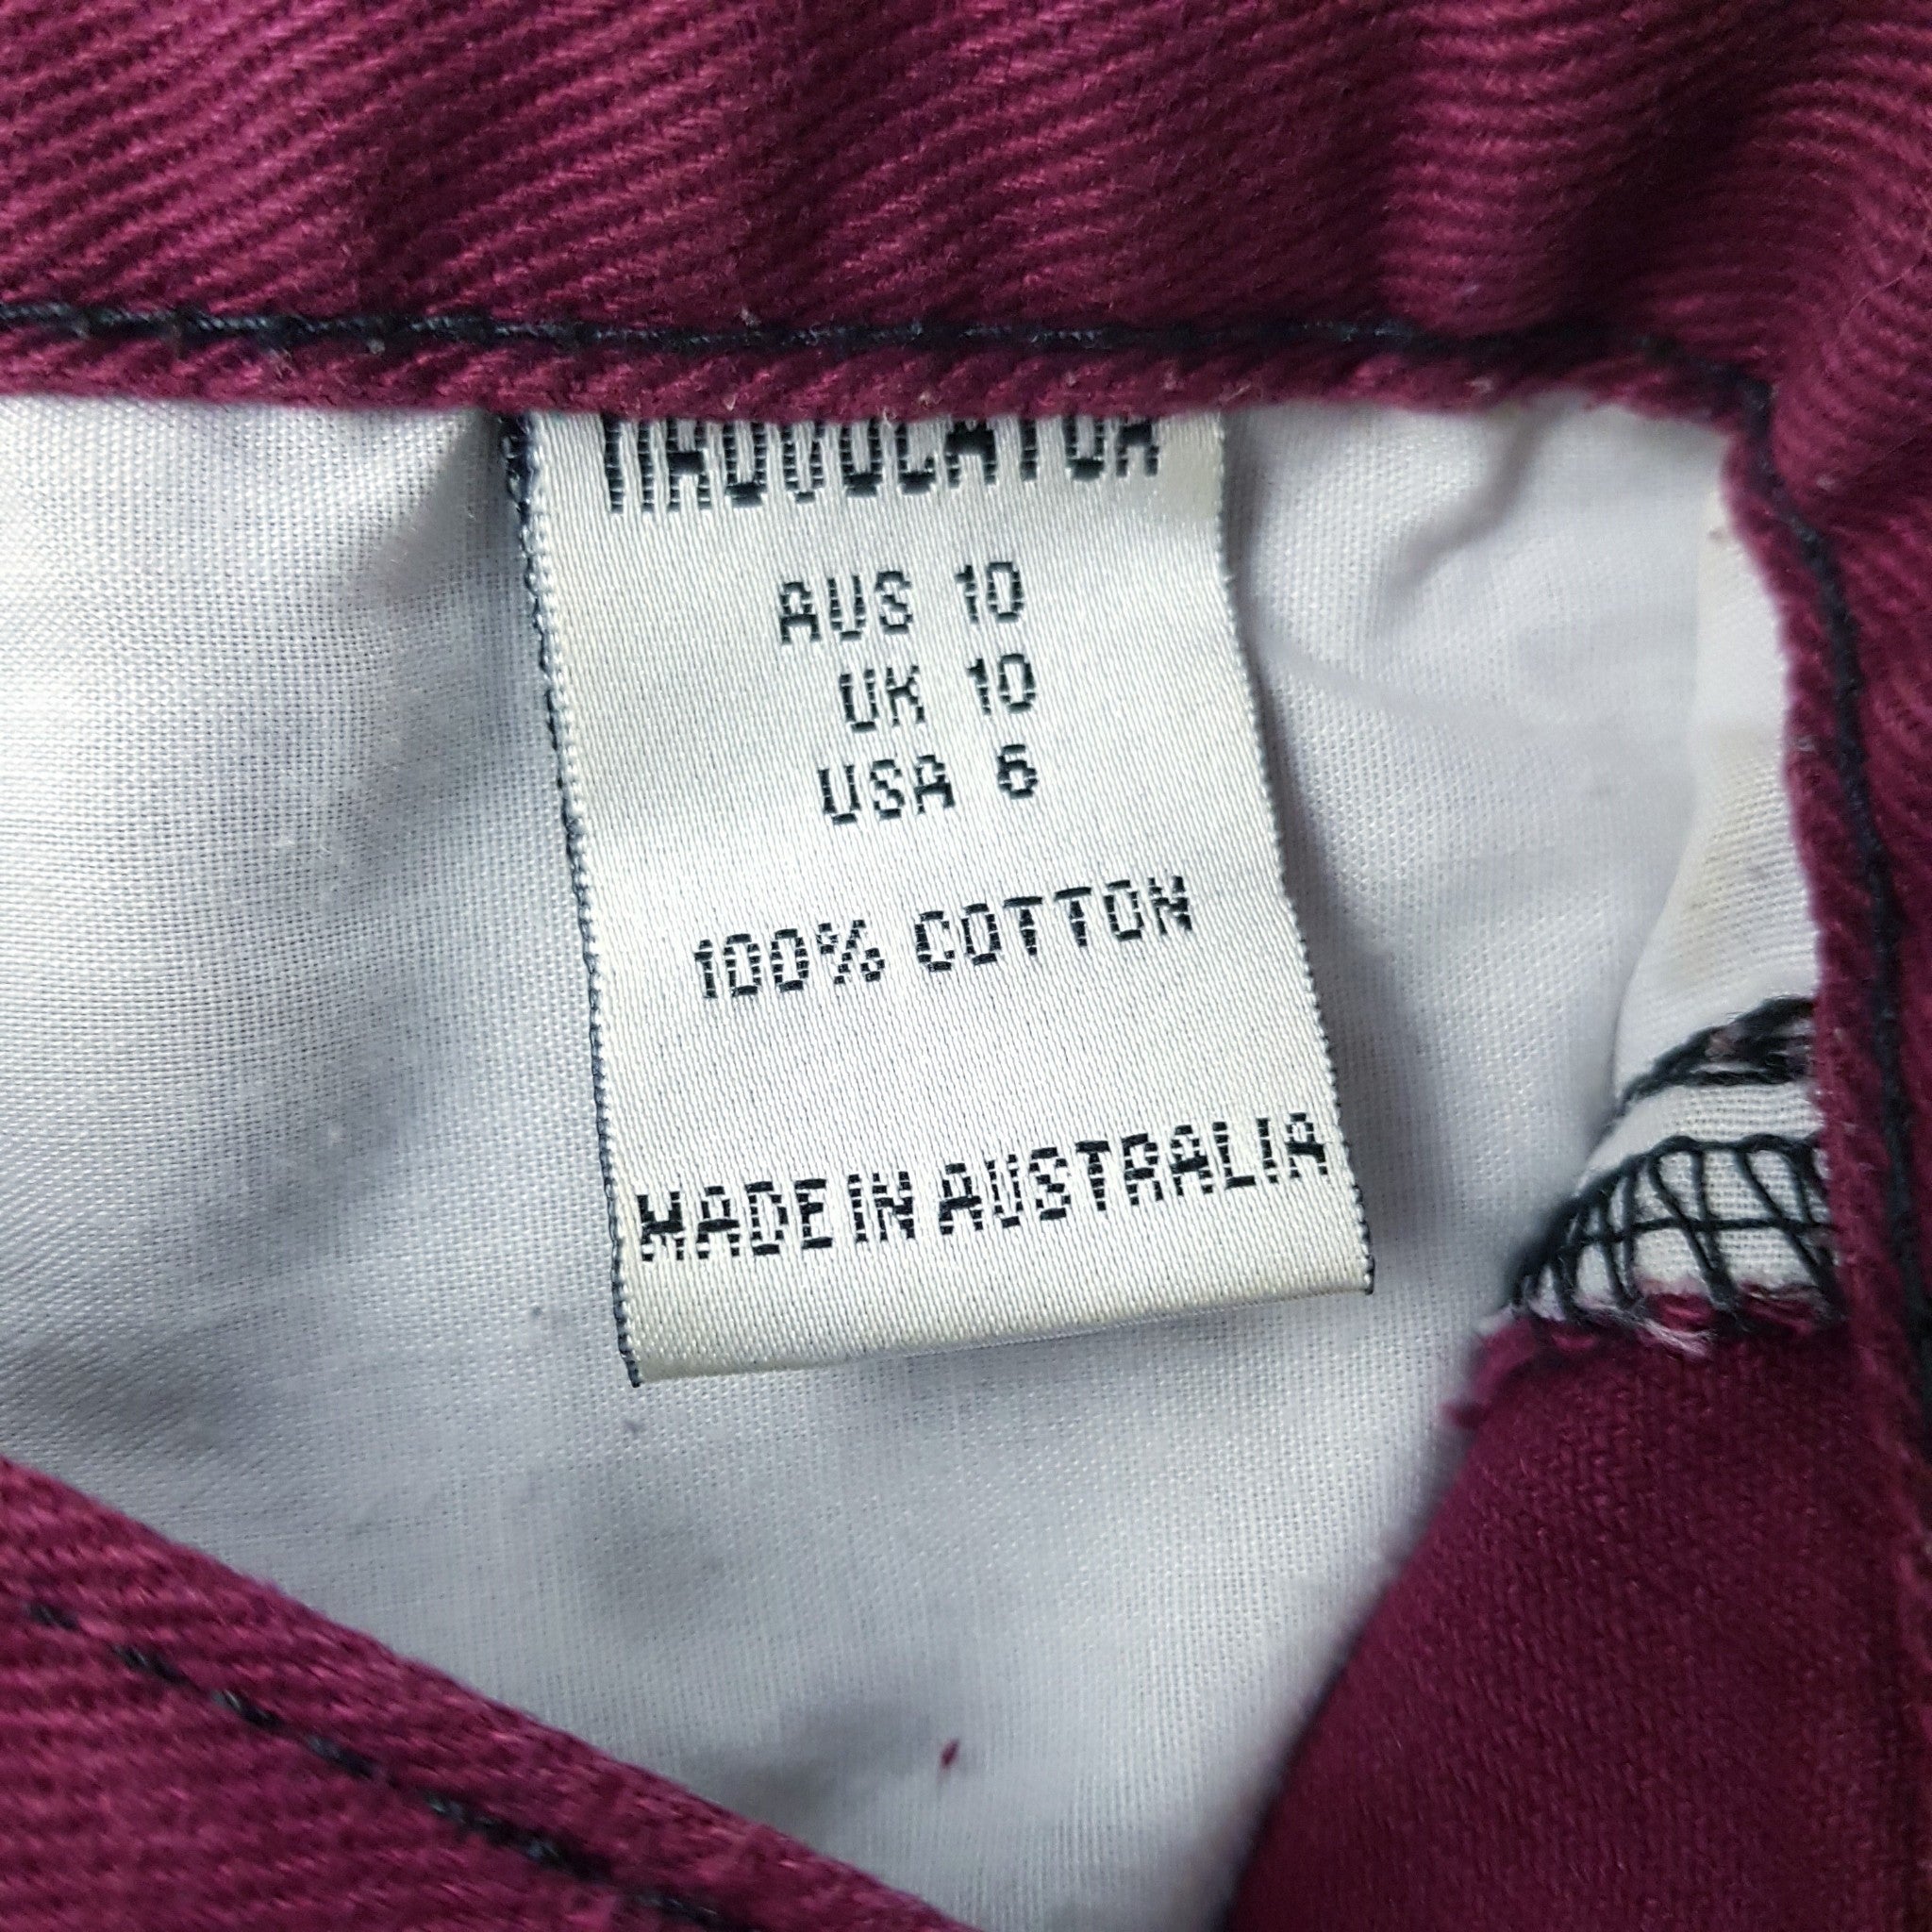 AUS 10
UK 10
USA 6
100% COTTON
MADE IN AUSTRALIA